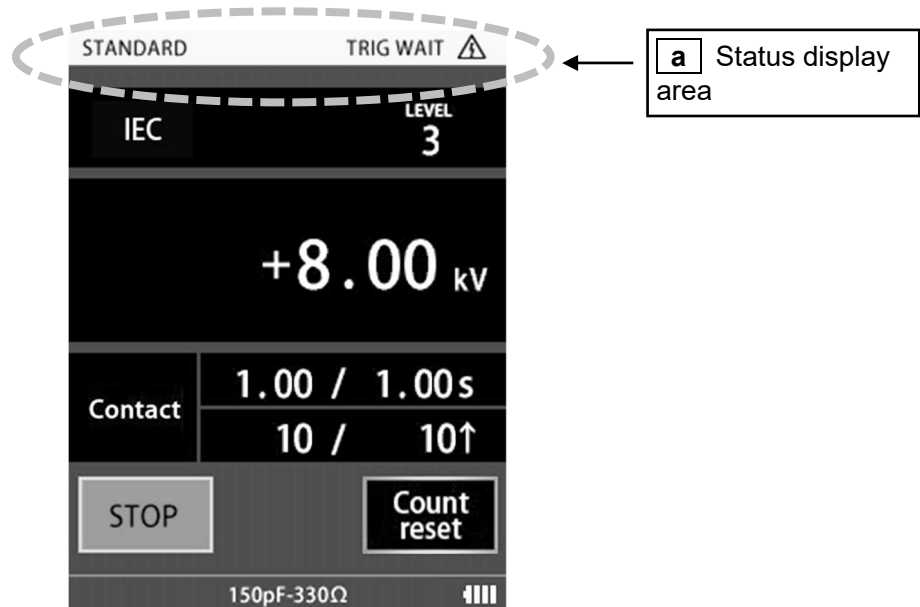 STANDARD TRIG WAIT
a Status display
area
IEC
LEVEL
3
+8.00 kV
Contact
1.00 / 1.00s
10 / 10↑
STOP
Count
reset
150pF-330Ω